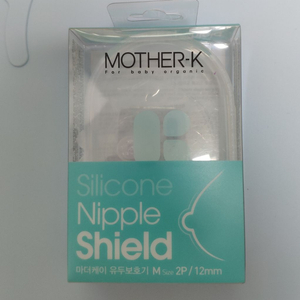 MOTHER-K
for baby organic
Silicone
Nipple
Shield
마더케이 유두보호기 M Size 2P / 12mm